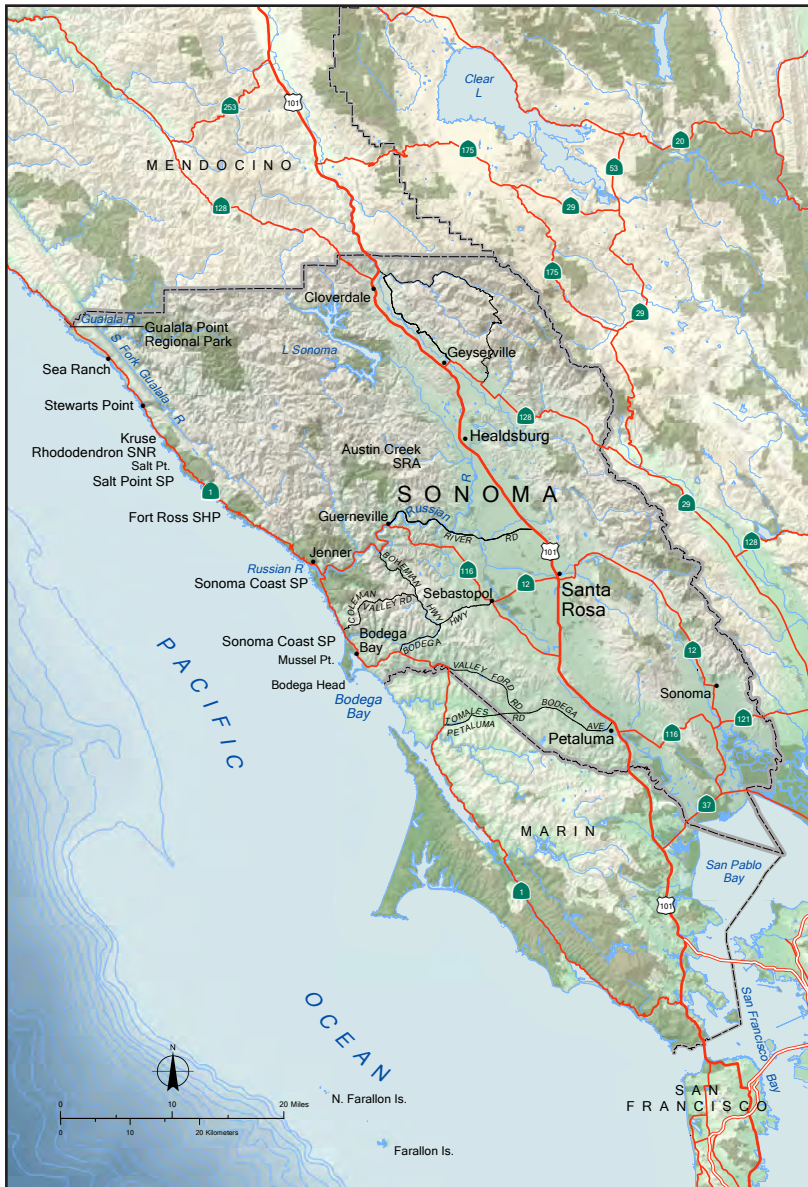 Clear
L
253
101
20
175
53
MENDOCINO
128
29
175
Cloverdale
29
Gualala R
Gualala Point
Regional Park
L Sonoma
S Fork Gualala R
Geyserville
Sea Ranch
Stewarts Point
128
Kruse
Rhododendron SNR
Healdsburg
Salt Pt.
Salt Point SP
Austin Creek
SRA
1
SONOMA
29
Fort Ross SHP
Guerneville
Russian R
RIVER RD
128
101
Jenner
Russian R
Sonoma Coast SP
BOHEMIAN HWY
116
12
Santa
Rosa
Sebastopol
COLEMAN
VALLEY RD
BODEGA HWY
Sonoma Coast SP
Bodega
Bay
Mussel Pt.
12
Bodega Head
VALLEY FORD RD
Sonoma
Bodega
Bay
TOMALES
PETALUMA RD
BODEGA AVE
Petaluma
116
121
PACIFIC
37
MARIN
San Pablo
Bay
1
101
OCEAN
San Francisco Bay
N
0 10 20 Miles
0 10 20 Kilometers
N. Farallon Is.
SAN
FRANCISCO
Farallon Is.